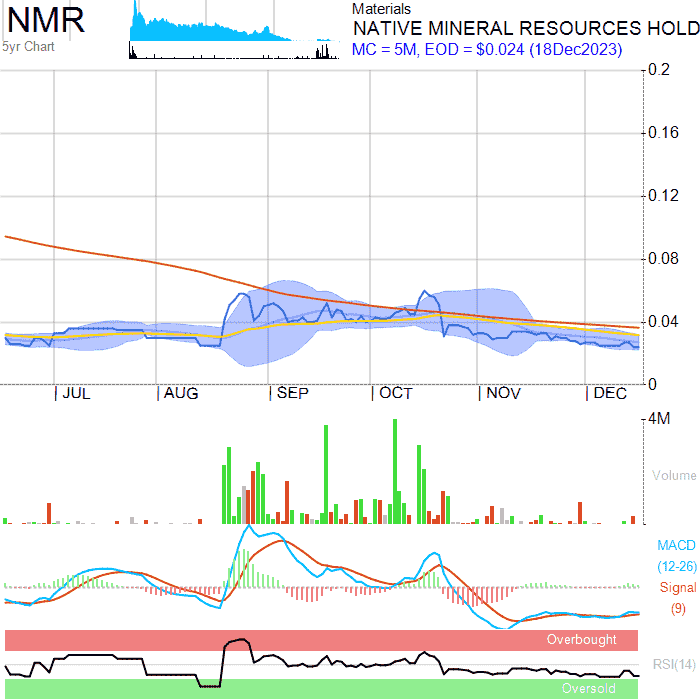 NMR
5yr Chart
Materials
NATIVE MINERAL RESOURCES HOLD
MC = 5M, EOD = $0.024 (18Dec2023)
0.2
0.16
0.12
0.08
0.04
0
JUL AUG SEP OCT NOV DEC
4M
Volume
MACD
(12-26)
Signal
(9)
Overbought
RSI(14)
Oversold